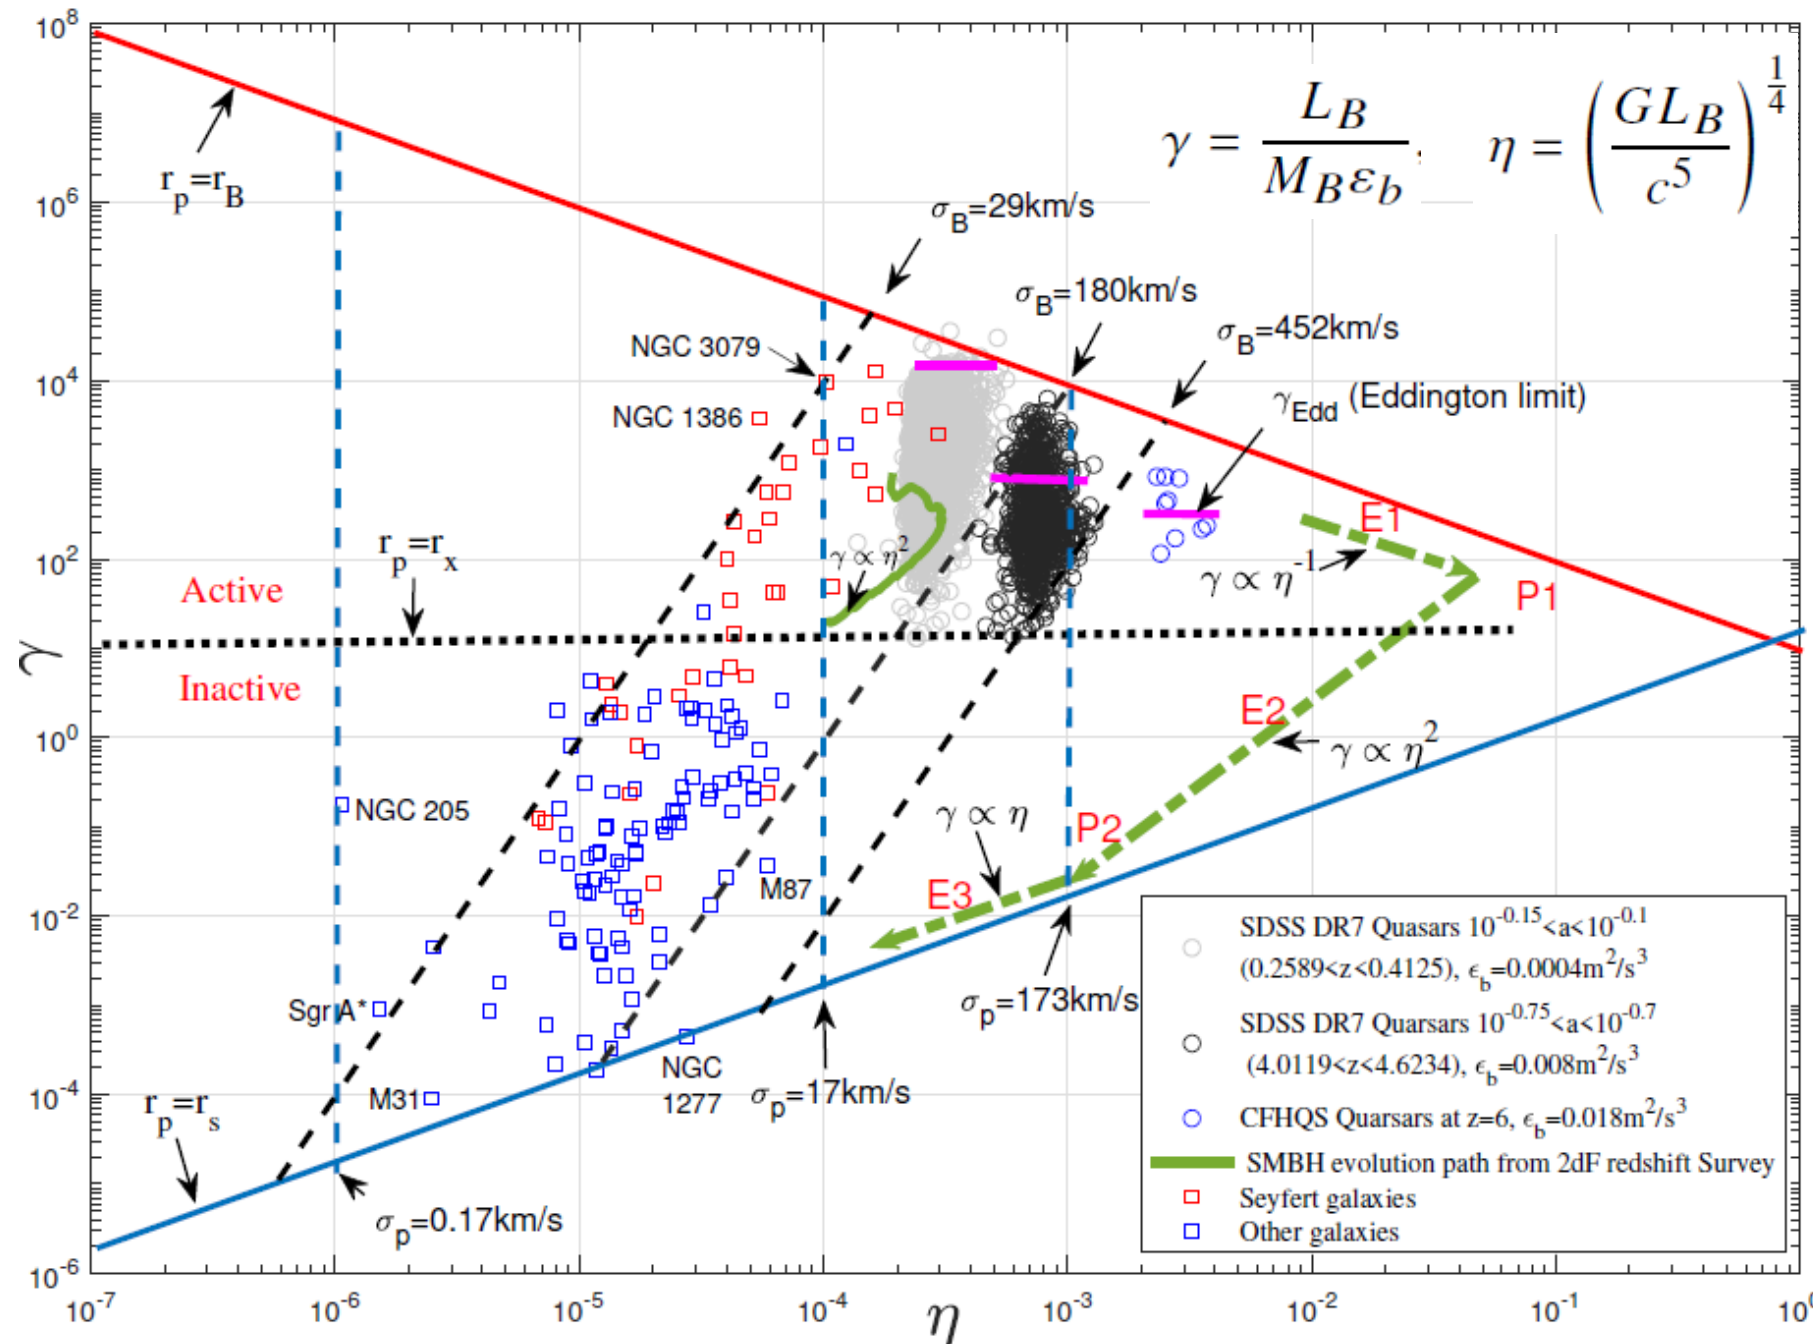 10^8
10^6
10^4
10^2
10^0
10^-2
10^-4
10^-6
γ
10^-7
10^-6
10^-5
10^-4
10^-3
10^-2
10^-1
10^0
η
γ = L_B / (M_B ε_b), η = (G L_B / c^5)^(1/4)
r_p=r_B
σ_B=29km/s
σ_B=180km/s
σ_B=452km/s
γ_Edd (Eddington limit)
NGC 3079
NGC 1386
r_p=r_x
Active
Inactive
γ ∝ η^2
E1
γ ∝ η^-1
P1
E2
γ ∝ η^2
γ ∝ η
P2
E3
NGC 205
M87
Sgr A*
M31
NGC
1277
r_p=r_s
σ_p=0.17km/s
σ_p=17km/s
σ_p=173km/s
SDSS DR7 Quasars 10^-0.15<a<10^-0.1
(0.2589<z<0.4125), ϵ_b=0.0004m^2/s^3
SDSS DR7 Quarsars 10^-0.75<a<10^-0.7
(4.0119<z<4.6234), ϵ_b=0.008m^2/s^3
CFHQS Quarsars at z=6, ϵ_b=0.018m^2/s^3
SMBH evolution path from 2dF redshift Survey
Seyfert galaxies
Other galaxies